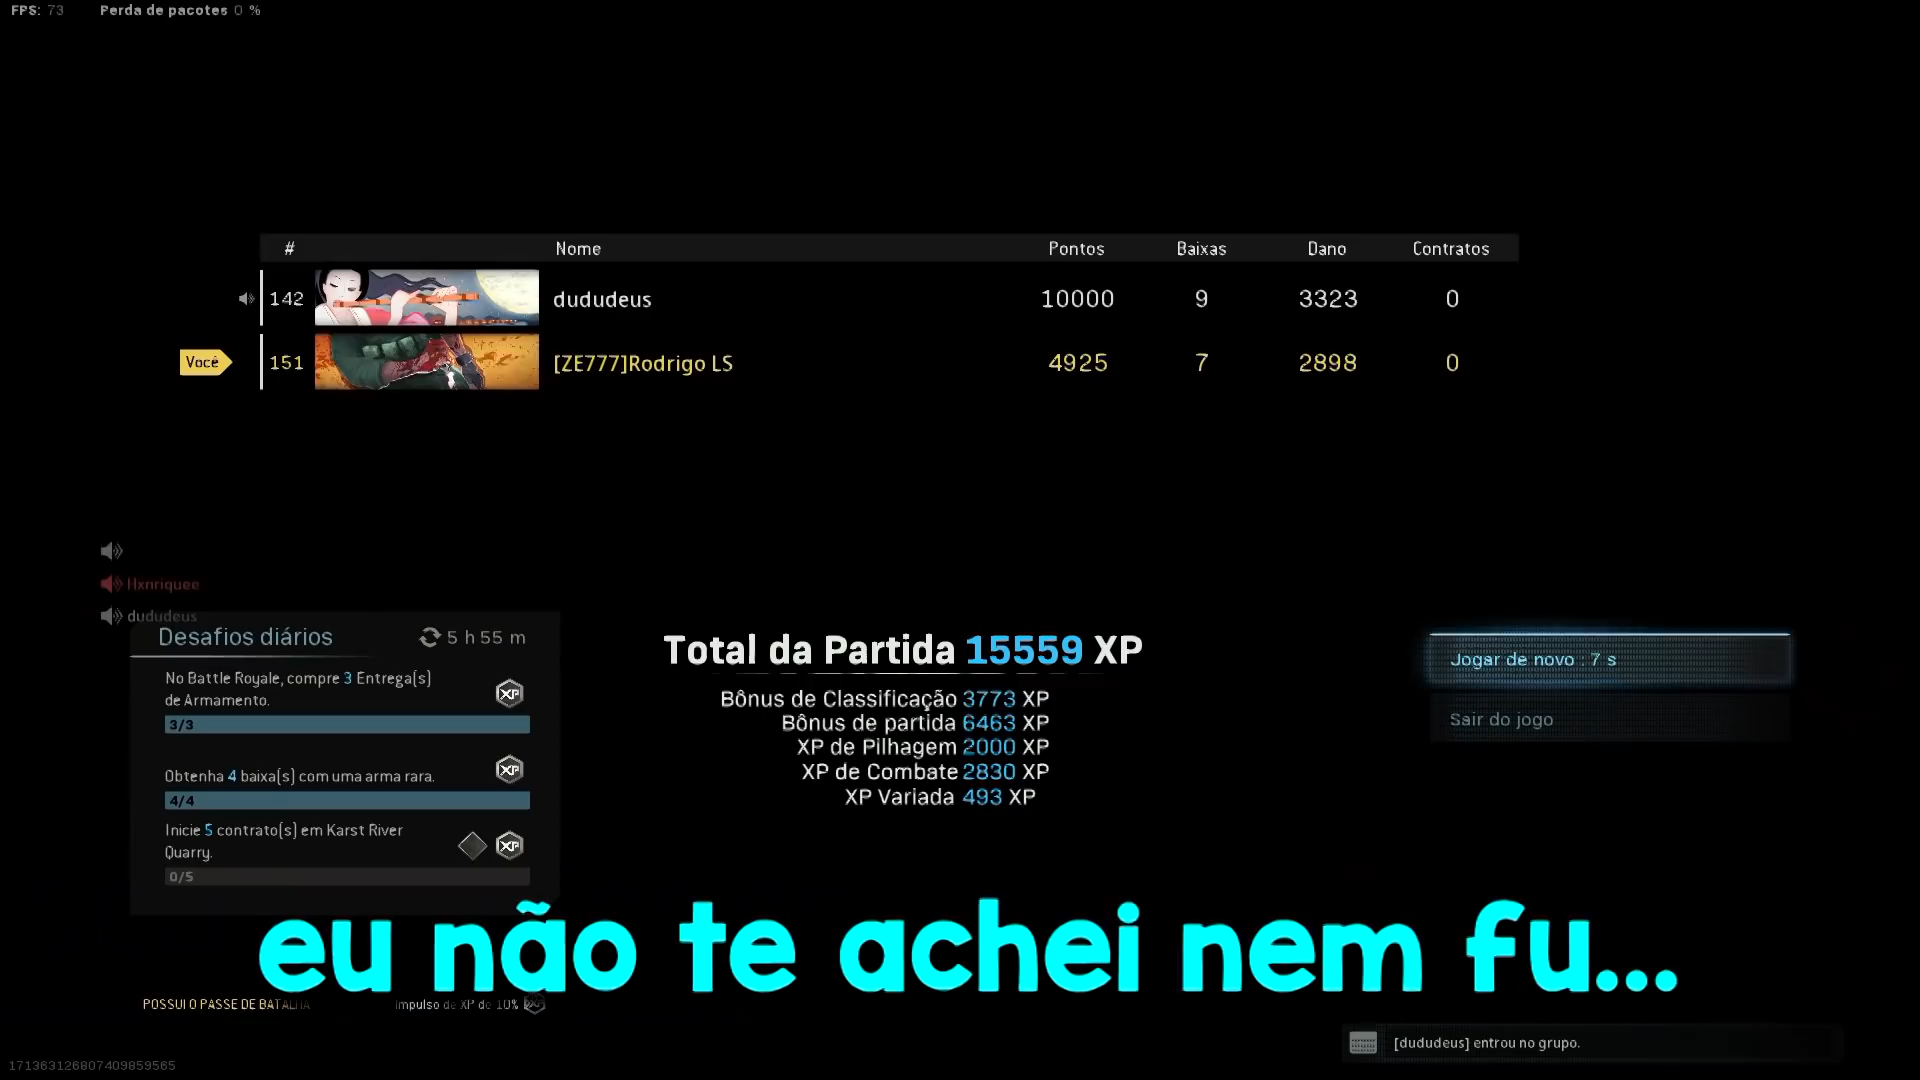 FPS: 73 Perda de pacotes 0 %
# Nome Pontos Baixas Dano Contratos
142 dududeus 10000 9 3323 0
Você 151 [ZE777]Rodrigo LS 4925 7 2898 0
Hxnriquee
dududeus
Desafios diários 5 h 55 m
No Battle Royale, compre 3 Entrega(s)
de Armamento.
3/3
Obtenha 4 baixa(s) com uma arma rara.
4/4
Inicie 5 contrato(s) em Karst River
Quarry.
0/5
Total da Partida 15559 XP
Bônus de Classificação 3773 XP
Bônus de partida 6463 XP
XP de Pilhagem 2000 XP
XP de Combate 2830 XP
XP Variada 493 XP
Jogar de novo : 7 s
Sair do jogo
eu não te achei nem fu...
POSSUI O PASSE DE BATALHA Impulso de XP de 10%
[dududeus] entrou no grupo.
171363126807409859565